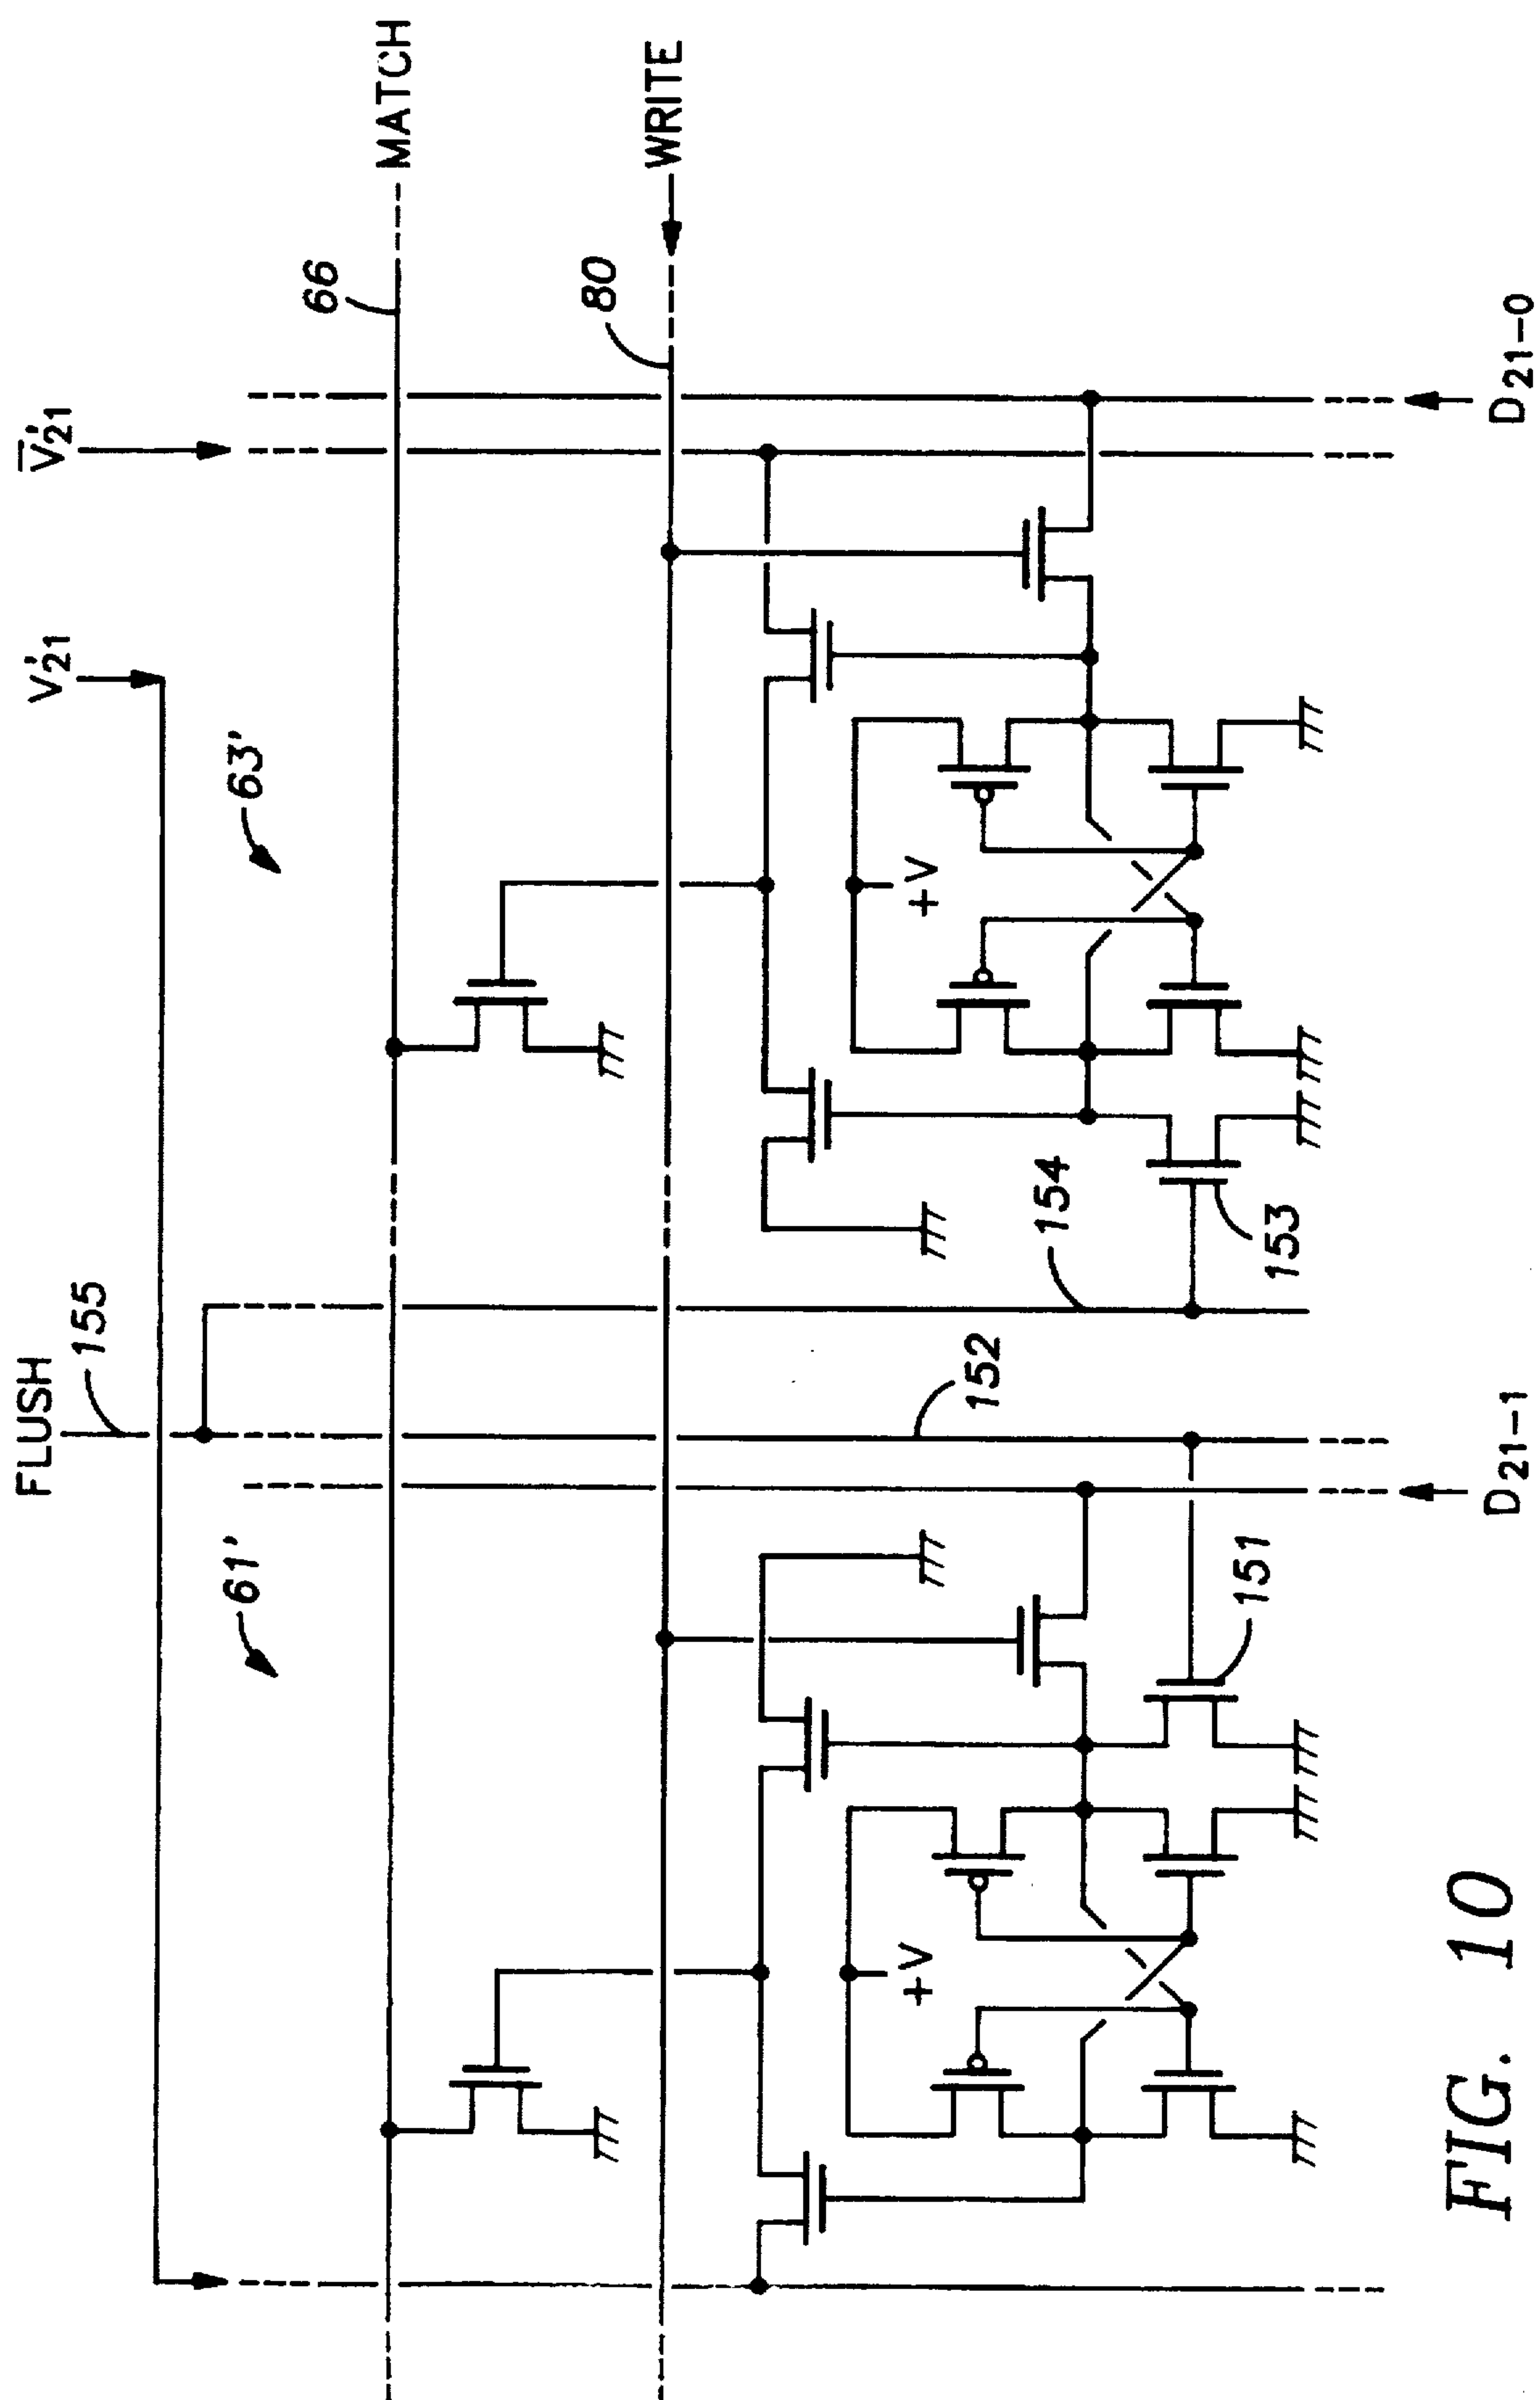 FLUSH
155
V'21
V̅'21
61'
63'
66
MATCH
80
WRITE
+V
+V
151
152
153
154
D21-1
D21-0
FIG. 10